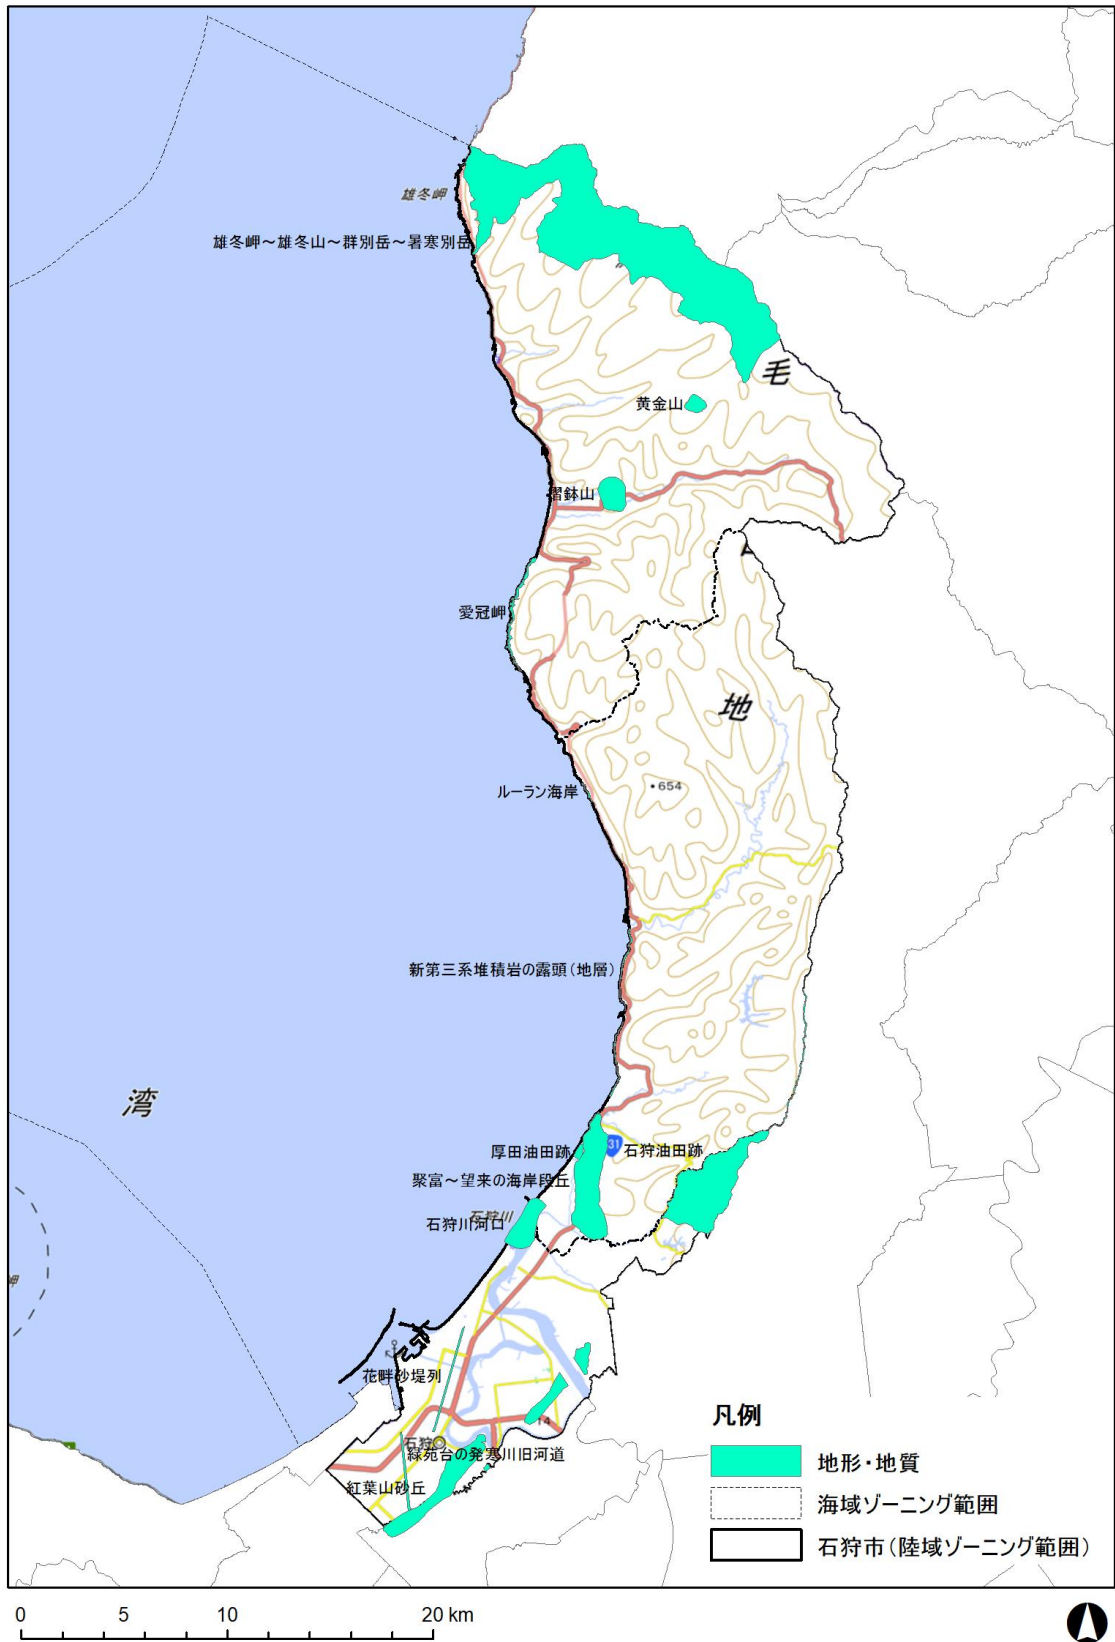 雄冬岬
雄冬岬～雄冬山～群別岳～暑寒別岳
毛
黄金山
摺鉢山
愛冠岬
地
・654
ルーラン海岸
新第三系堆積岩の露頭（地層）
湾
厚田油田跡
31
石狩油田跡
聚富～望来の海岸段丘
石狩川
石狩川河口
岬
花畔砂堤列
14
石狩
緑苑台の発寒川旧河道
紅葉山砂丘
凡例
地形・地質
海域ゾーニング範囲
石狩市（陸域ゾーニング範囲）
0 5 10 20 km